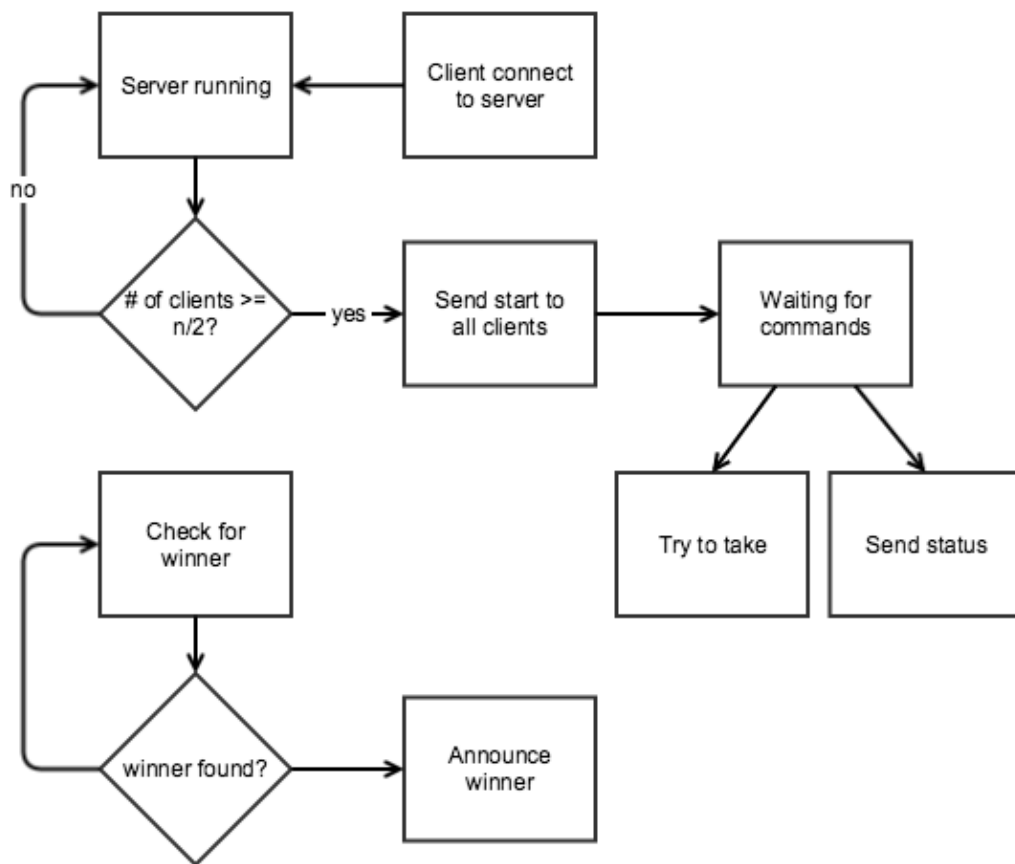 Server running
Client connect
to server
no
# of clients >=
n/2?
yes
Send start to
all clients
Waiting for
commands
Try to take
Send status
Check for
winner
winner found?
Announce
winner